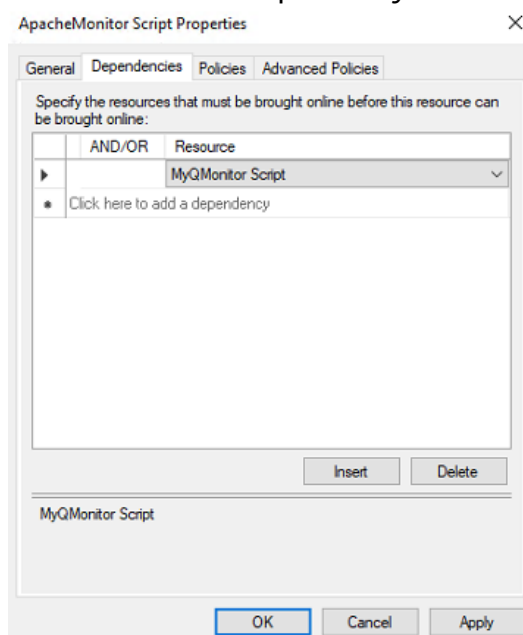 ApacheMonitor Script Properties
General Dependencies Policies Advanced Policies
Specify the resources that must be brought online before this resource can
be brought online:
AND/OR Resource
MyQMonitor Script
Click here to add a dependency
Insert Delete
MyQMonitor Script
OK Cancel Apply